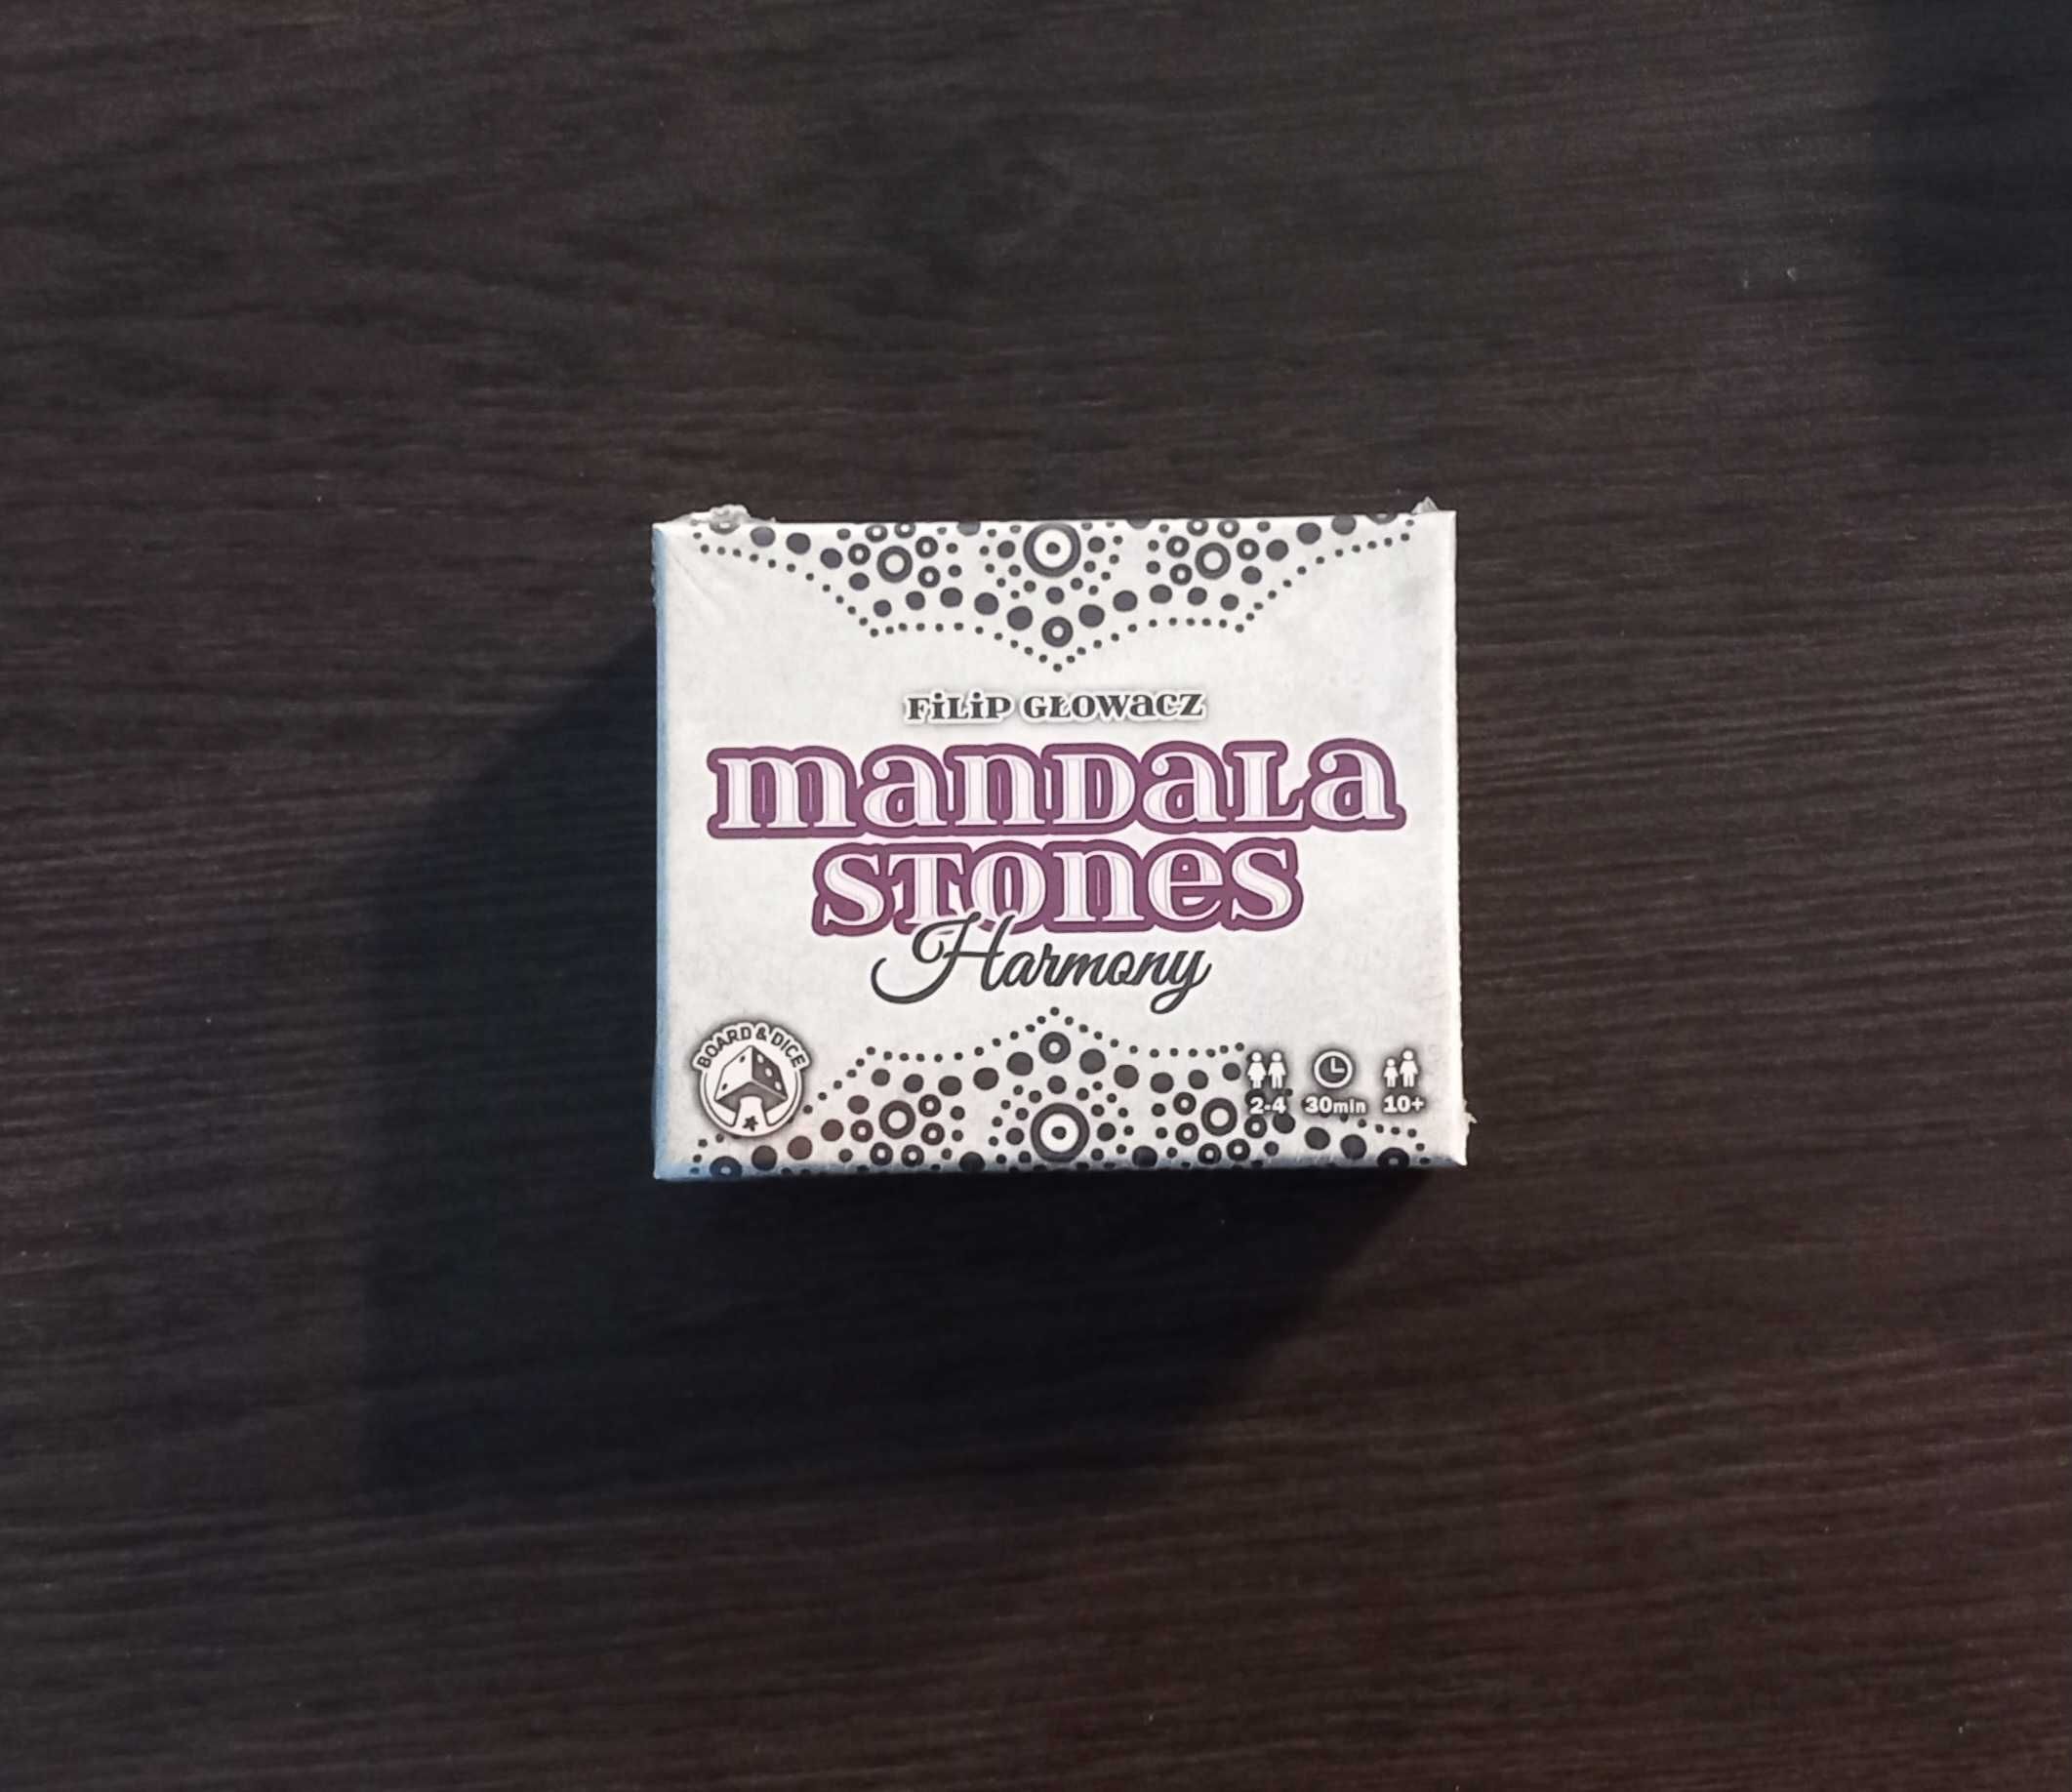 FiLiP GŁOWacZ
manDaLa
STOnes
Harmony
BOARD & DICE
2-4 30min 10+